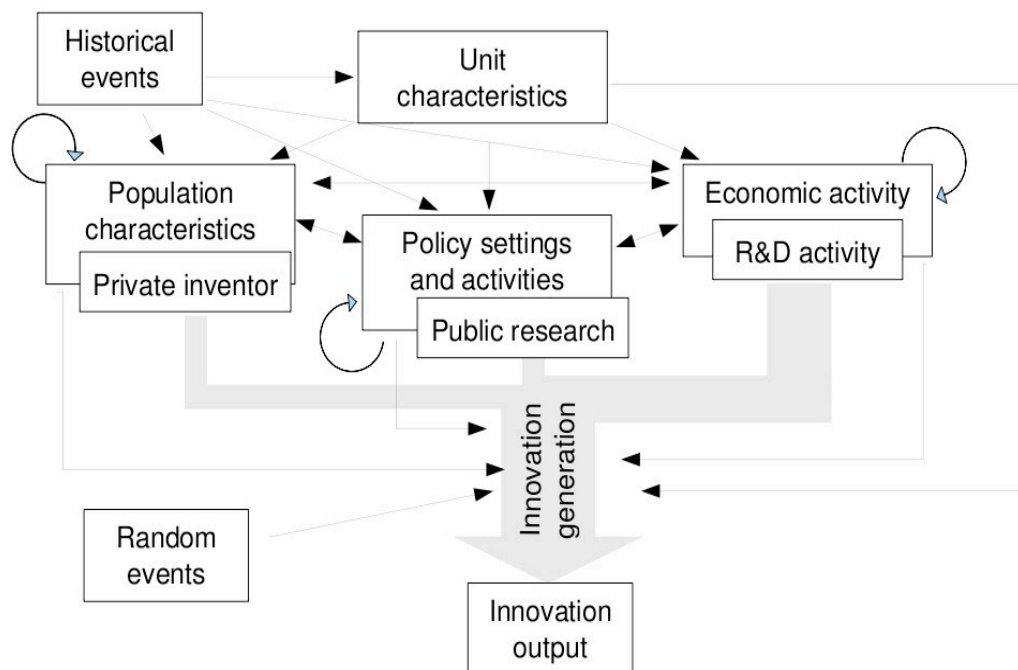 Historical
events
Unit
characteristics
Population
characteristics
Private inventor
Policy settings
and activities
Public research
Economic activity
R&D activity
Innovation
generation
Random
events
Innovation
output